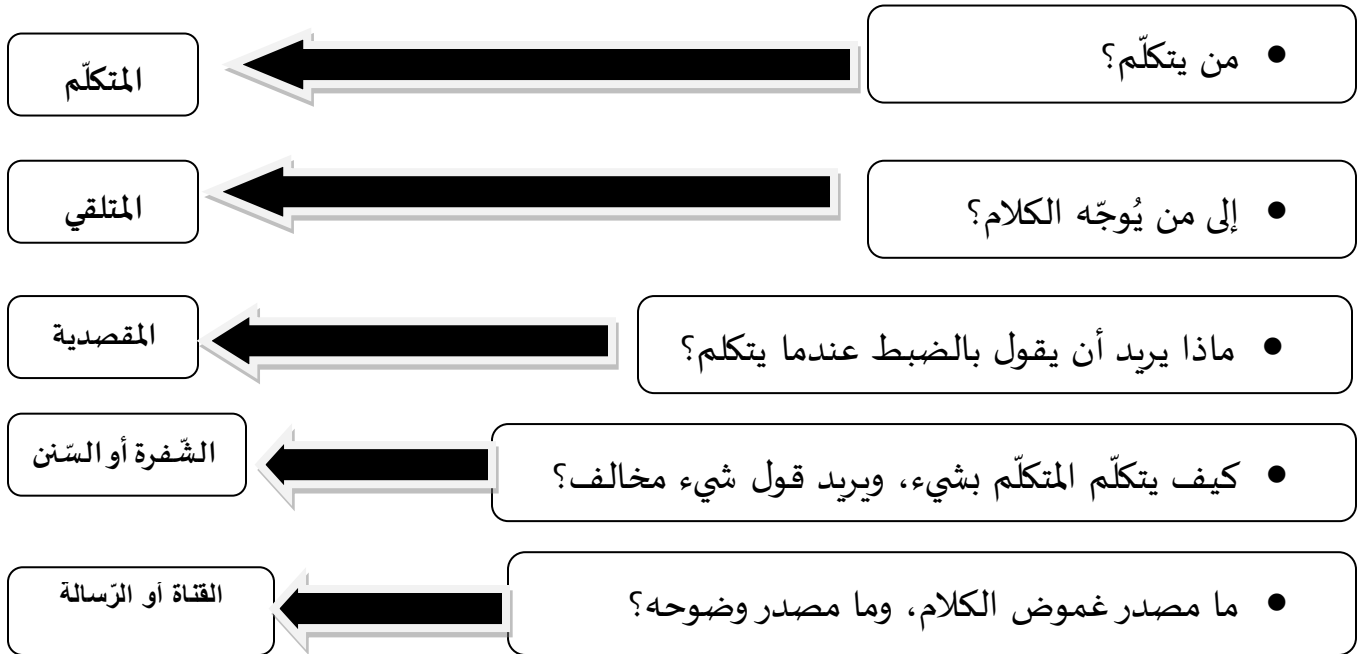 • من يتكلّم؟
المتكلّم
• إلى من يُوجّه الكلام؟
المتلقي
• ماذا يريد أن يقول بالضبط عندما يتكلم؟
المقصدية
• كيف يتكلّم المتكلّم بشيء، ويريد قول شيء مخالف؟
الشّفرة أو السّنن
• ما مصدر غموض الكلام، وما مصدر وضوحه؟
القناة أو الرّسالة